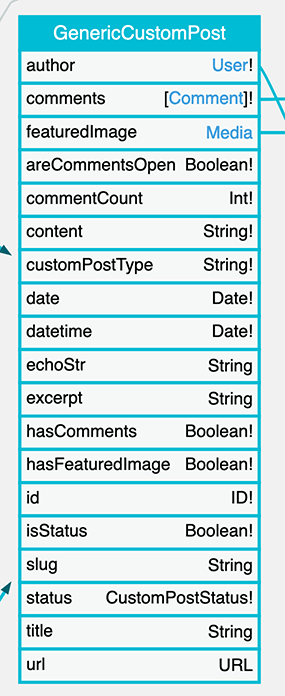 GenericCustomPost
author User!
comments [Comment]!
featuredImage Media
areCommentsOpen Boolean!
commentCount Int!
content String!
customPostType String!
date Date!
datetime Date!
echoStr String
excerpt String
hasComments Boolean!
hasFeaturedImage Boolean!
id ID!
isStatus Boolean!
slug String
status CustomPostStatus!
title String
url URL